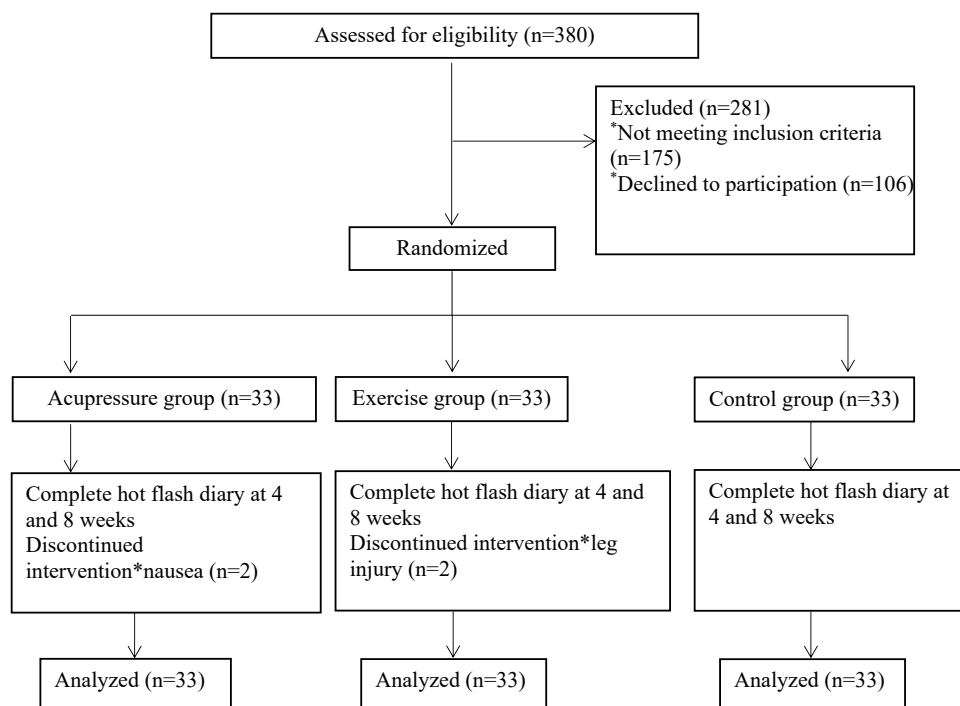 Assessed for eligibility (n=380)
Excluded (n=281)
*Not meeting inclusion criteria
(n=175)
*Declined to participation (n=106)
Randomized
Acupressure group (n=33)
Exercise group (n=33)
Control group (n=33)
Complete hot flash diary at 4
and 8 weeks
Discontinued
intervention*nausea (n=2)
Complete hot flash diary at 4 and
8 weeks
Discontinued intervention*leg
injury (n=2)
Complete hot flash diary at
4 and 8 weeks
Analyzed (n=33)
Analyzed (n=33)
Analyzed (n=33)